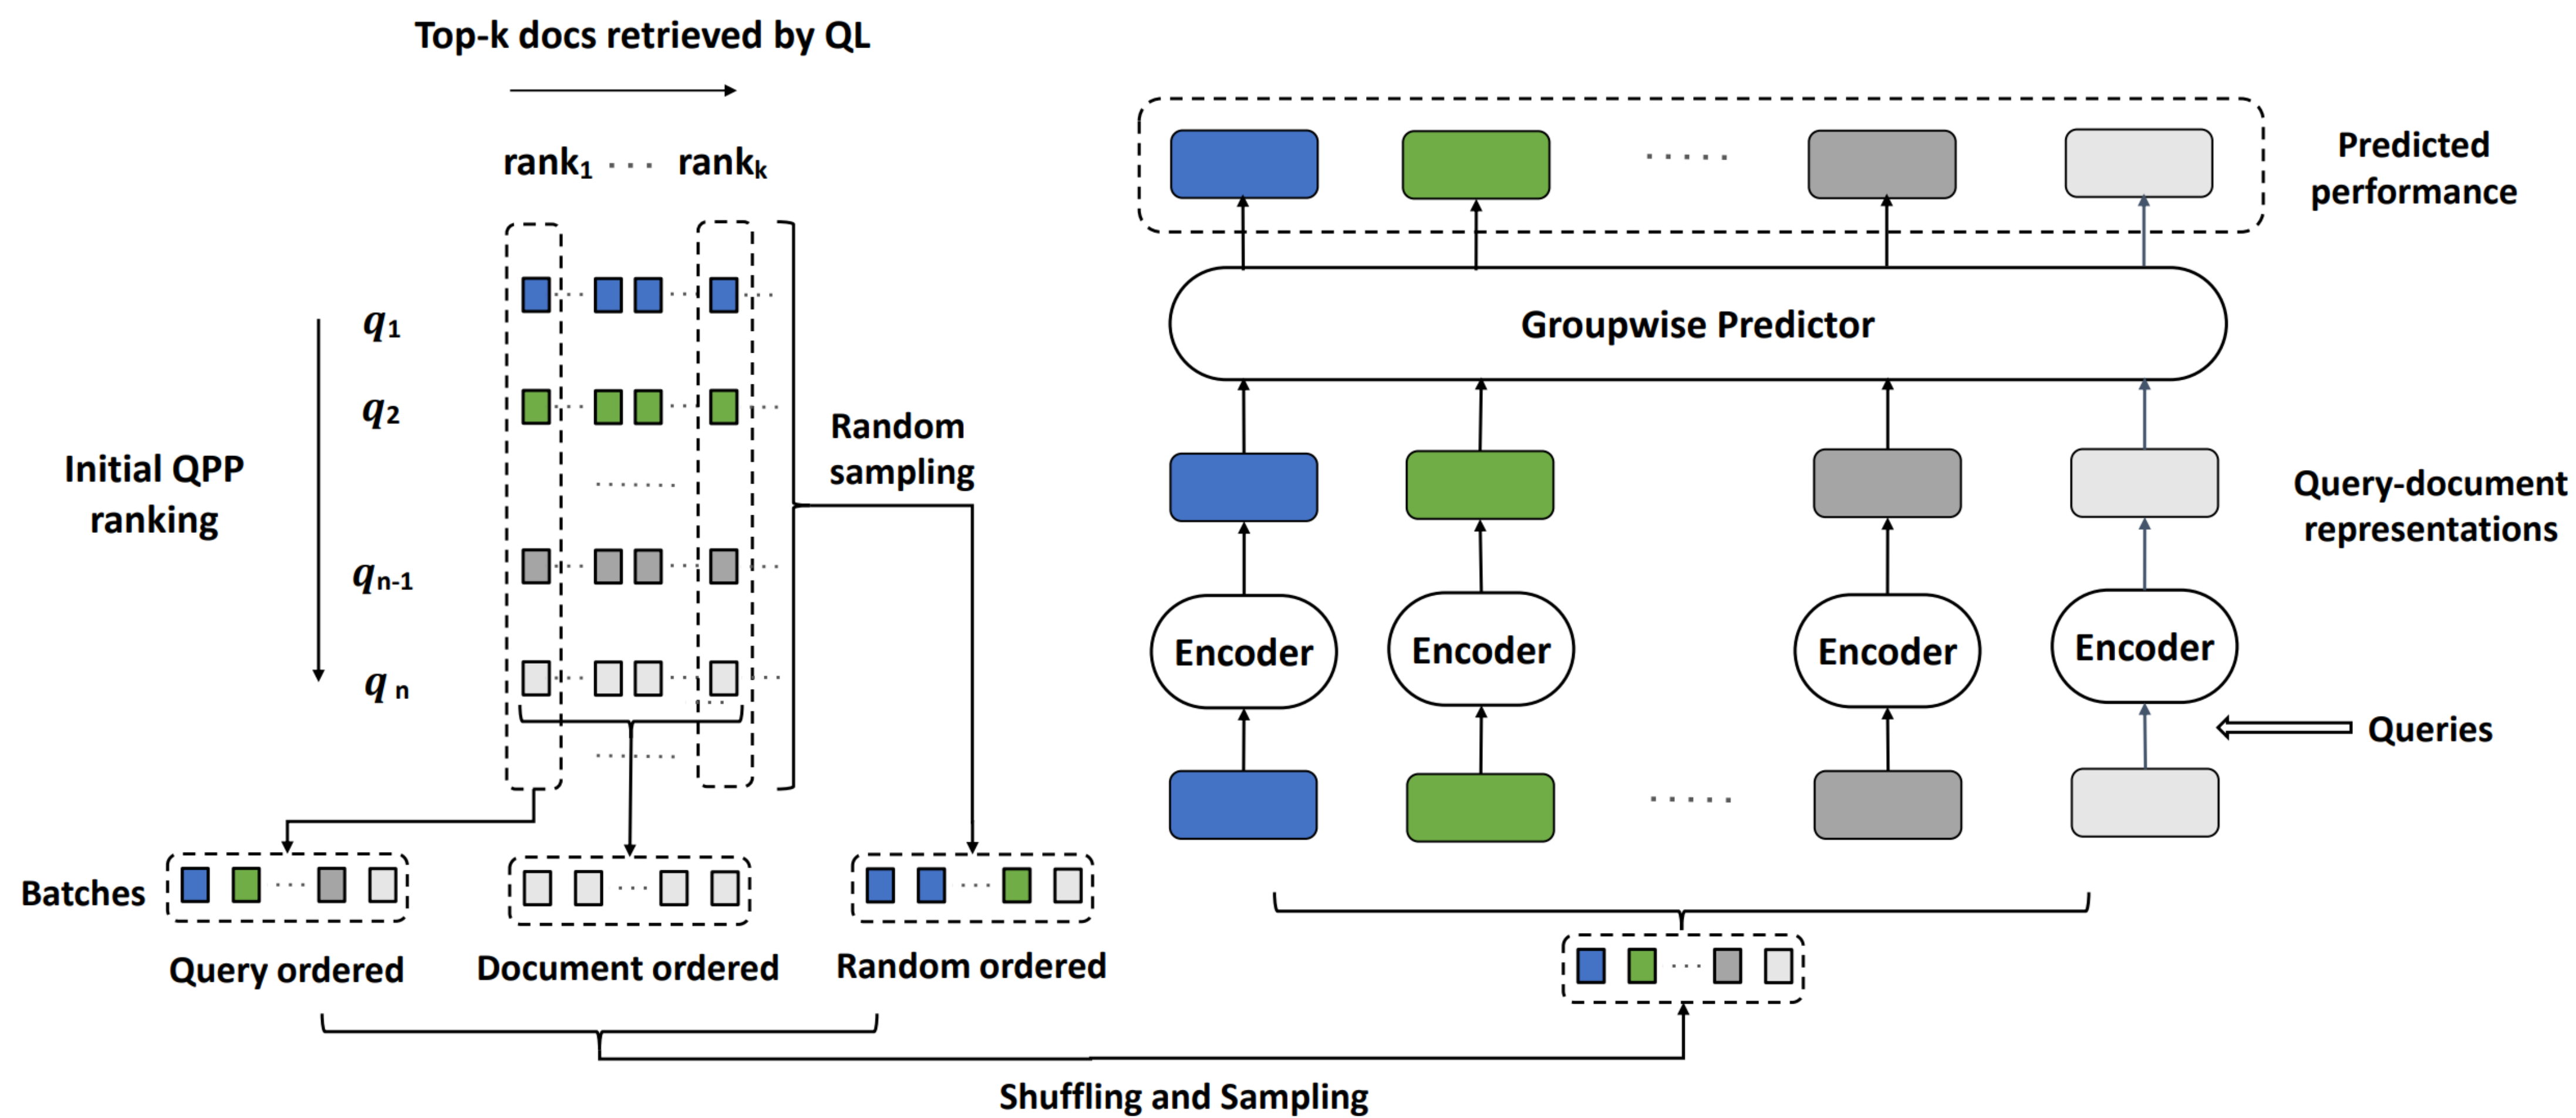 Top-k docs retrieved by QL
rank1 ... rankk
Initial QPP
ranking
q1
q2
qn-1
q n
Random
sampling
Batches
Query ordered
Document ordered
Random ordered
Shuffling and Sampling
Predicted
performance
Groupwise Predictor
Query-document
representations
Encoder
Encoder
Encoder
Encoder
Queries